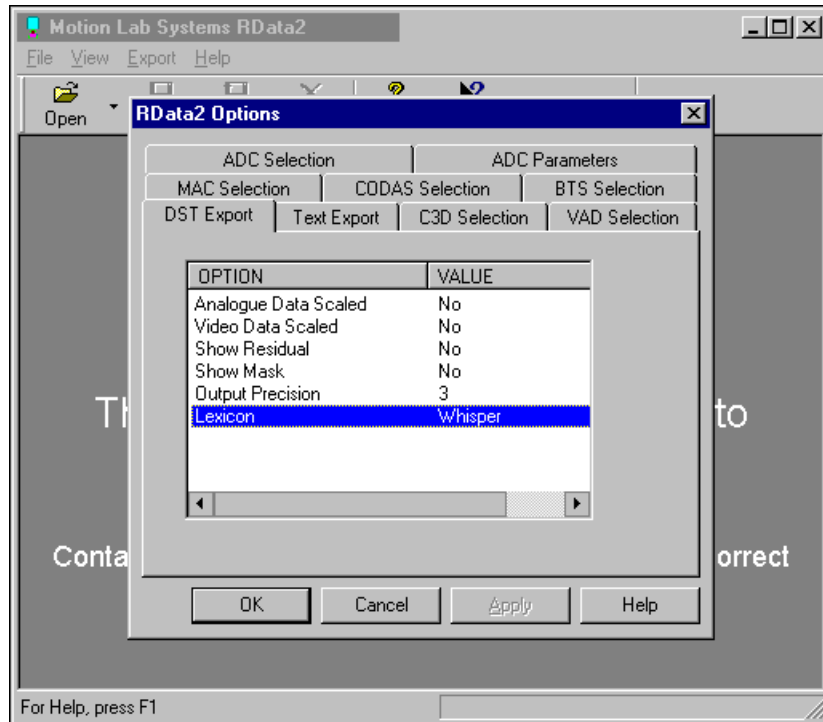 Motion Lab Systems RData2
File View Export Help
Open
RData2 Options
ADC Selection ADC Parameters
MAC Selection CODAS Selection BTS Selection
DST Export Text Export C3D Selection VAD Selection
OPTION VALUE
Analogue Data Scaled No
Video Data Scaled No
Show Residual No
Show Mask No
Output Precision 3
Lexicon Whisper
to
OK Cancel Apply Help
For Help, press F1